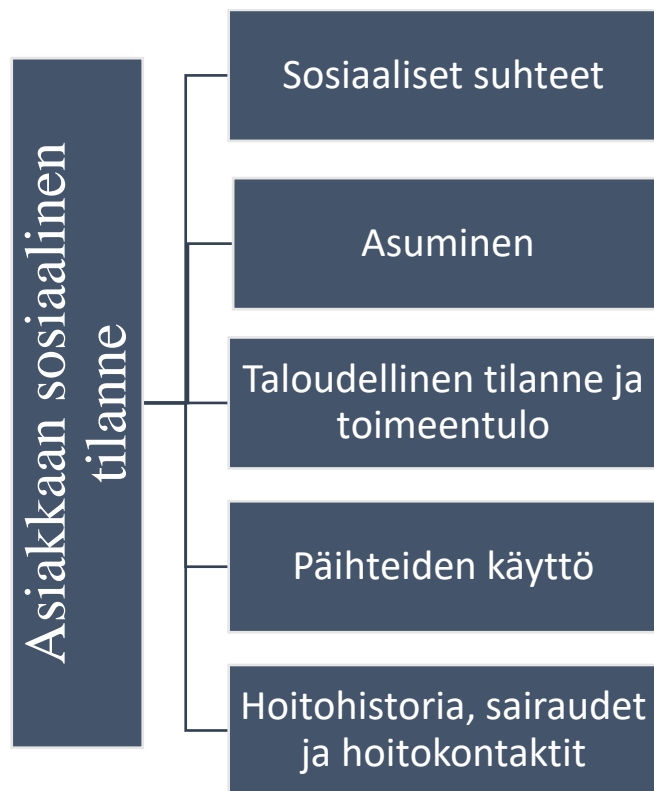 Asiakkaan sosiaalinen
tilanne
Sosiaaliset suhteet
Asuminen
Taloudellinen tilanne ja
toimeentulo
Päihteiden käyttö
Hoitohistoria, sairaudet
ja hoitokontaktit